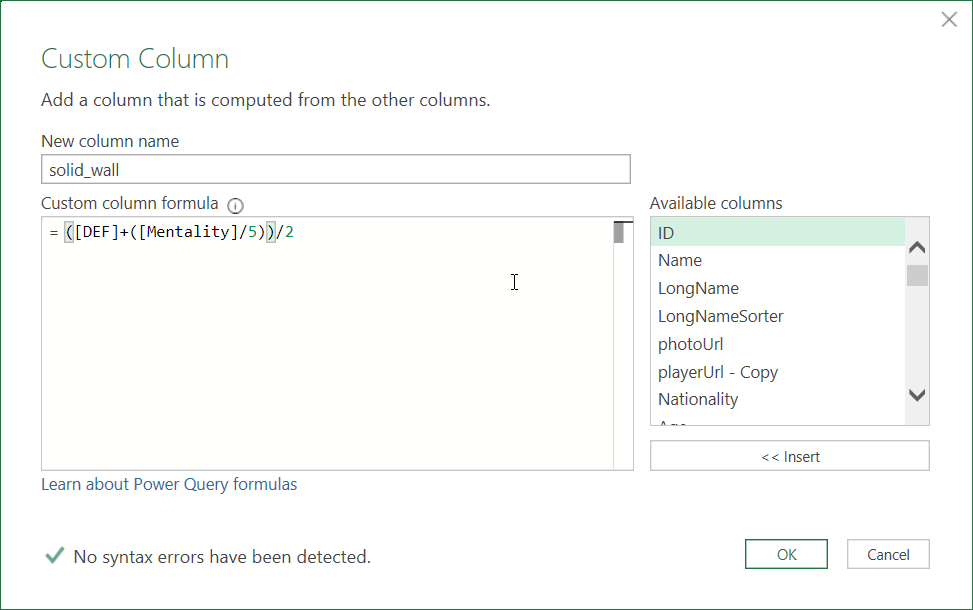 Custom Column
Add a column that is computed from the other columns.
New column name
solid_wall
Custom column formula
Available columns
= ([DEF]+([Mentality]/5))/2
ID
Name
LongName
LongNameSorter
photoUrl
playerUrl - Copy
Nationality
<< Insert
Learn about Power Query formulas
No syntax errors have been detected.
OK
Cancel